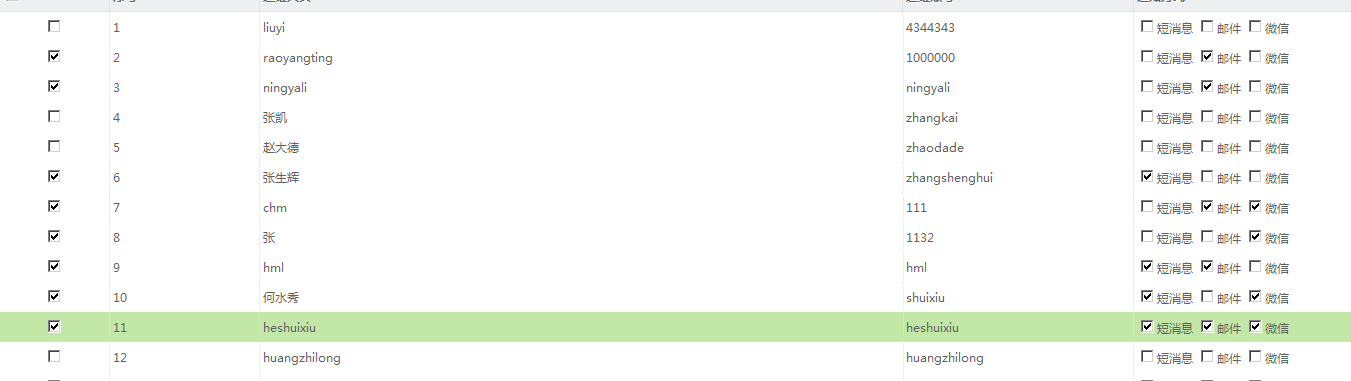 1 liuyi 4344343 短消息 邮件 微信
2 raoyangting 1000000 短消息 邮件 微信
3 ningyali ningyali 短消息 邮件 微信
4 张凯 zhangkai 短消息 邮件 微信
5 赵大德 zhaodade 短消息 邮件 微信
6 张生辉 zhangshenghui 短消息 邮件 微信
7 chm 111 短消息 邮件 微信
8 张 1132 短消息 邮件 微信
9 hml hml 短消息 邮件 微信
10 何水秀 shuixiu 短消息 邮件 微信
11 heshuixiu heshuixiu 短消息 邮件 微信
12 huangzhilong huangzhilong 短消息 邮件 微信